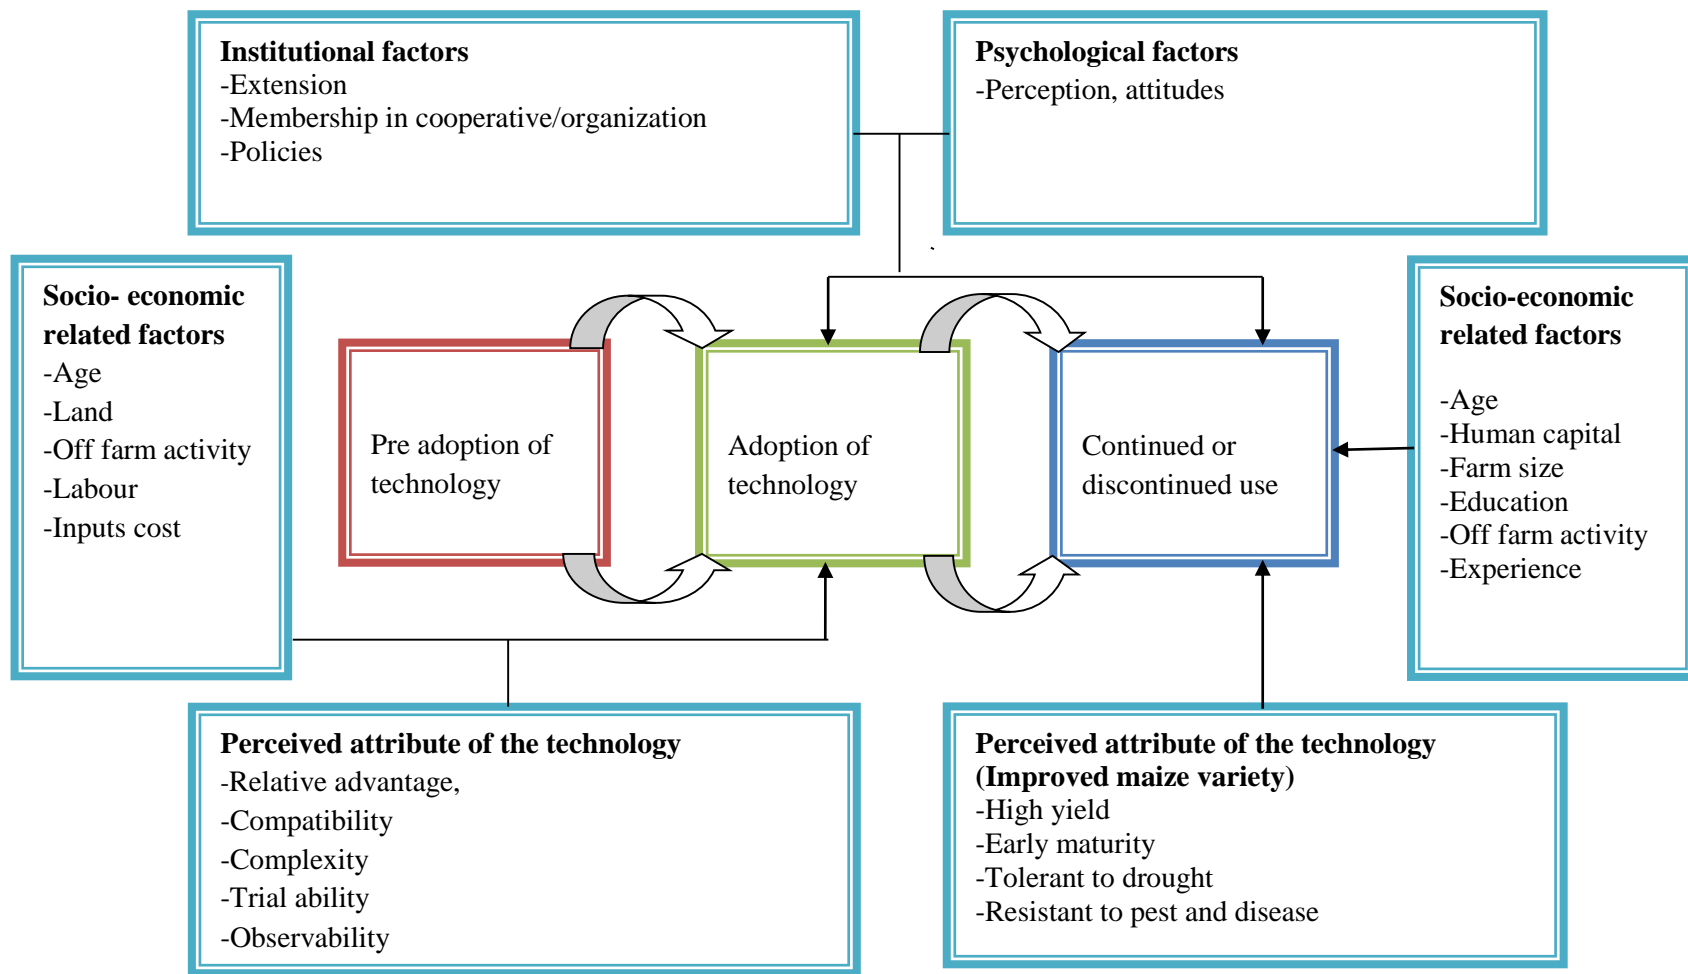 Institutional factors
-Extension
-Membership in cooperative/organization
-Policies
Psychological factors
-Perception, attitudes
Socio- economic
related factors
-Age
-Land
-Off farm activity
-Labour
-Inputs cost
Pre adoption of
technology
Adoption of
technology
Continued or
discontinued use
Socio-economic
related factors
-Age
-Human capital
-Farm size
-Education
-Off farm activity
-Experience
Perceived attribute of the technology
-Relative advantage,
-Compatibility
-Complexity
-Trial ability
-Observability
Perceived attribute of the technology
(Improved maize variety)
-High yield
-Early maturity
-Tolerant to drought
-Resistant to pest and disease